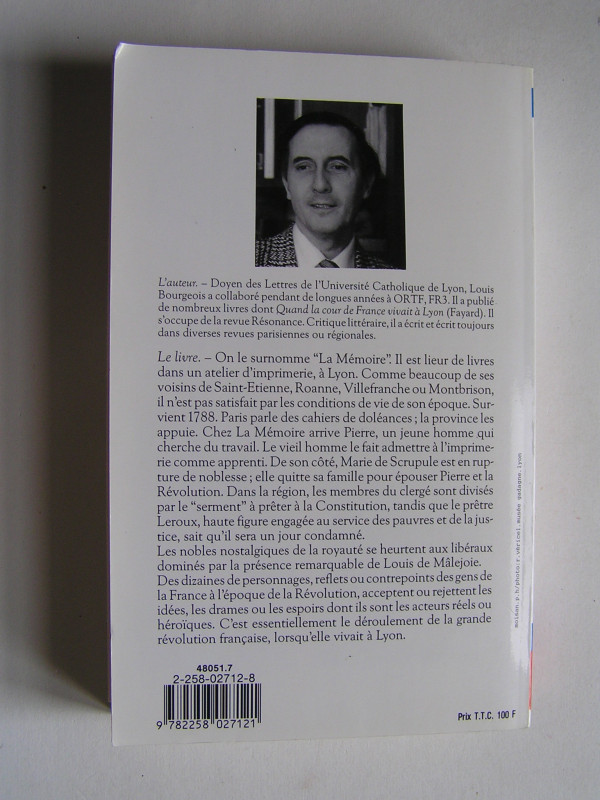 L'auteur. – Doyen des Lettres de l'Université Catholique de Lyon, Louis
Bourgeois a collaboré pendant de longues années à ORTF, FR3. Il a publié
de nombreux livres dont Quand la cour de France vivait à Lyon (Fayard). Il
s'occupe de la revue Résonance. Critique littéraire, il a écrit et écrit toujours
dans diverses revues parisiennes ou régionales.
Le livre. – On le surnomme “La Mémoire”. Il est lieur de livres
dans un atelier d'imprimerie, à Lyon. Comme beaucoup de ses
voisins de Saint-Etienne, Roanne, Villefranche ou Montbrison,
il n'est pas satisfait par les conditions de vie de son époque. Sur-
vient 1788. Paris parle des cahiers de doléances ; la province les
appuie. Chez La Mémoire arrive Pierre, un jeune homme qui
cherche du travail. Le vieil homme le fait admettre à l'imprime-
rie comme apprenti. De son côté, Marie de Scrupule est en rup-
ture de noblesse ; elle quitte sa famille pour épouser Pierre et la
Révolution. Dans la région, les membres du clergé sont divisés
par le “serment” à prêter à la Constitution, tandis que le prêtre
Leroux, haute figure engagée au service des pauvres et de la jus-
tice, sait qu'il sera un jour condamné.
Les nobles nostalgiques de la royauté se heurtent aux libéraux
dominés par la présence remarquable de Louis de Mâlejoie.
Des dizaines de personnages, reflets ou contrepoints des gens de
la France à l'époque de la Révolution, acceptent ou rejettent les
idées, les drames ou les espoirs dont ils sont les acteurs réels ou
héroïques. C'est essentiellement le déroulement de la grande
révolution française, lorsqu'elle vivait à Lyon.
48051.7
2-258-02712-8
9 782258 027121
Prix T.T.C. 100 F